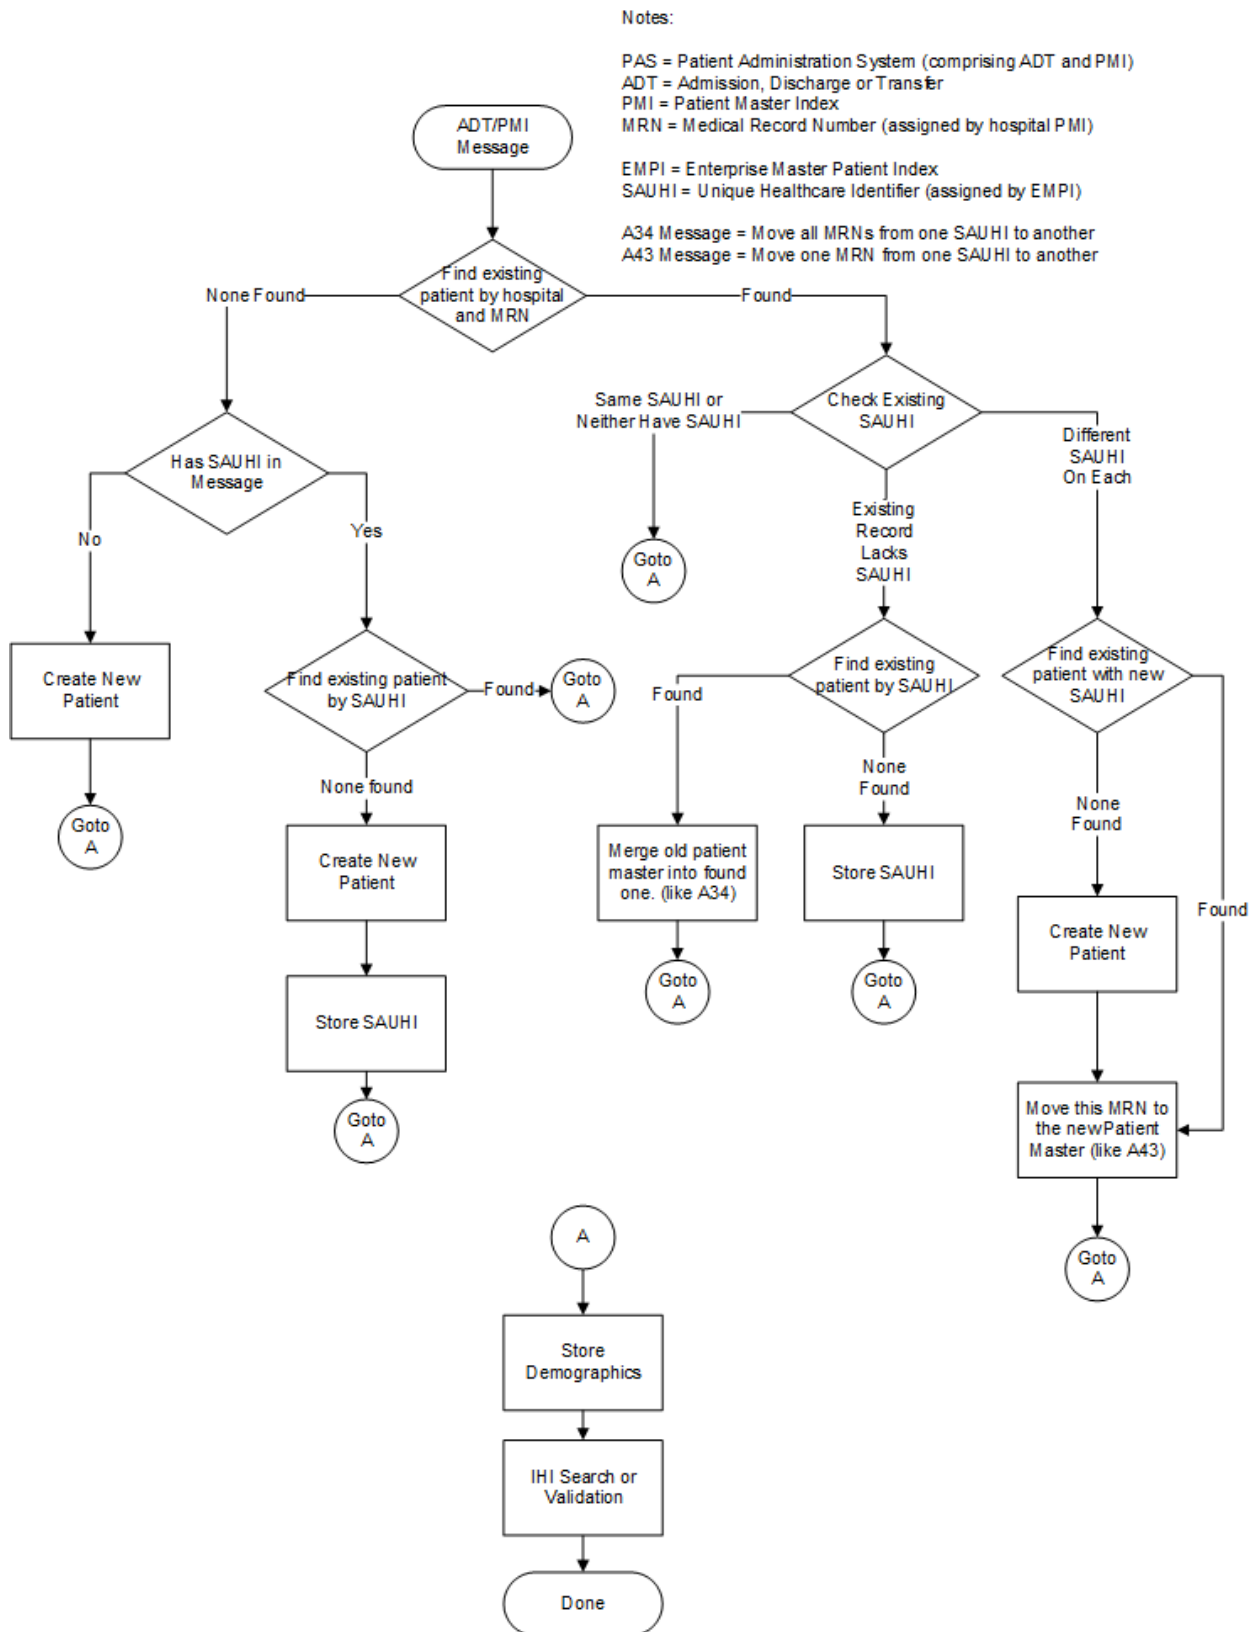 Notes:
PAS = Patient Administration System (comprising ADT and PMI)
ADT = Admission, Discharge or Transfer
PMI = Patient Master Index
MRN = Medical Record Number (assigned by hospital PMI)
EMPI = Enterprise Master Patient Index
SAUHI = Unique Healthcare Identifier (assigned by EMPI)
A34 Message = Move all MRNs from one SAUHI to another
A43 Message = Move one MRN from one SAUHI to another
ADT/PMI
Message
Find existing
patient by hospital
and MRN
None Found
Found
Check Existing
SAUHI
Same SAUHI or
Neither Have SAUHI
Different
SAUHI
On Each
Has SAUHI in
Message
Existing
Record
Lacks
SAUHI
No
Yes
Goto
A
Create New
Patient
Find existing patient
by SAUHI
Found
Goto
A
Find existing
patient by SAUHI
Found
Find existing
patient with new
SAUHI
None found
None
Found
None
Found
Found
Goto
A
Create New
Patient
Merge old patient
master into found
one. (like A34)
Store SAUHI
Create New
Patient
Store SAUHI
Goto
A
Goto
A
Goto
A
Move this MRN to
the new Patient
Master (like A43)
Goto
A
A
Store
Demographics
IHI Search or
Validation
Done